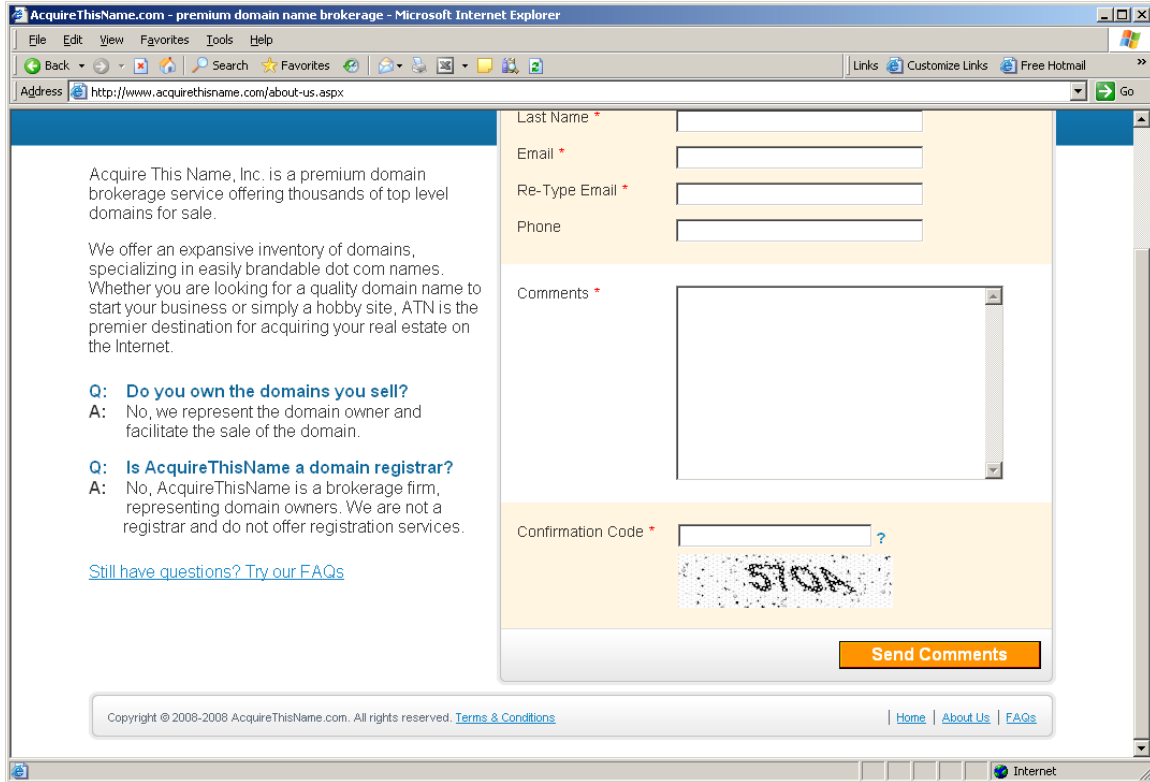 AcquireThisName.com - premium domain name brokerage - Microsoft Internet Explorer
File Edit View Favorites Tools Help
Back Search Favorites Links Customize Links Free Hotmail »
Address http://www.acquirethisname.com/about-us.aspx Go
Last Name *
Email *
Re-Type Email *
Phone
Comments *
Confirmation Code * ?
570A
Send Comments
Acquire This Name, Inc. is a premium domain
brokerage service offering thousands of top level
domains for sale.
We offer an expansive inventory of domains,
specializing in easily brandable dot com names.
Whether you are looking for a quality domain name to
start your business or simply a hobby site, ATN is the
premier destination for acquiring your real estate on
the Internet.
Q: Do you own the domains you sell?
A: No, we represent the domain owner and
facilitate the sale of the domain.
Q: Is AcquireThisName a domain registrar?
A: No, AcquireThisName is a brokerage firm,
representing domain owners. We are not a
registrar and do not offer registration services.
Still have questions? Try our FAQs
Copyright © 2008-2008 AcquireThisName.com. All rights reserved. Terms & Conditions | Home | About Us | FAQs
Internet